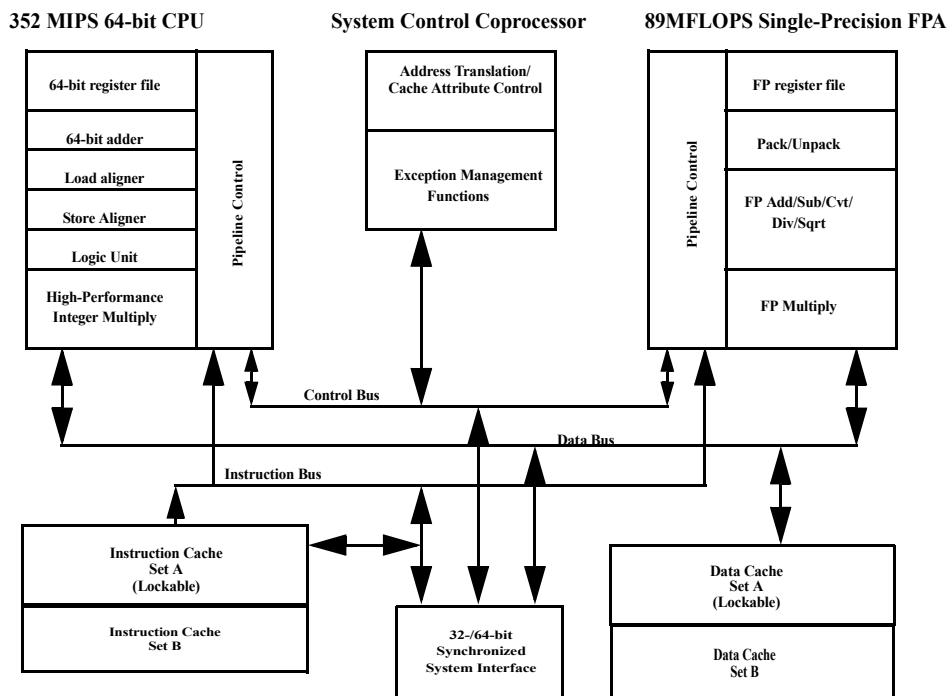 352 MIPS 64-bit CPU
System Control Coprocessor
89MFLOPS Single-Precision FPA
64-bit register file
64-bit adder
Load aligner
Store Aligner
Logic Unit
High-Performance
Integer Multiply
Pipeline Control
Address Translation/
Cache Attribute Control
Exception Management
Functions
Pipeline Control
FP register file
Pack/Unpack
FP Add/Sub/Cvt/
Div/Sqrt
FP Multiply
Control Bus
Data Bus
Instruction Bus
Instruction Cache
Set A
(Lockable)
Instruction Cache
Set B
32-/64-bit
Synchronized
System Interface
Data Cache
Set A
(Lockable)
Data Cache
Set B